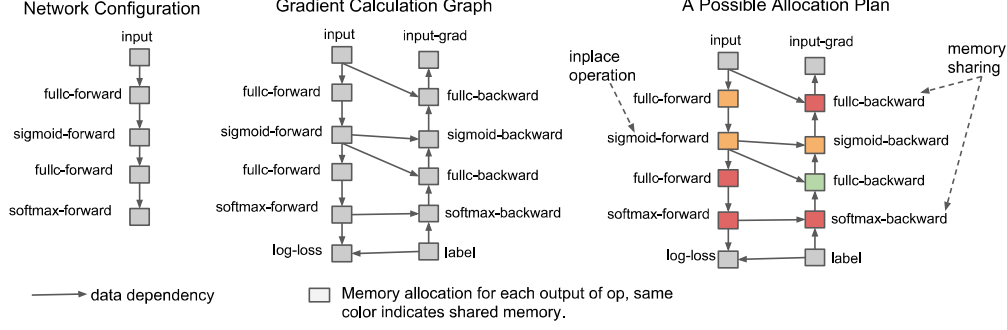 Network Configuration
input
fullc-forward
sigmoid-forward
fullc-forward
softmax-forward
Gradient Calculation Graph
input
input-grad
fullc-forward
fullc-backward
sigmoid-forward
sigmoid-backward
fullc-forward
fullc-backward
softmax-forward
softmax-backward
log-loss
label
A Possible Allocation Plan
input
input-grad
inplace
operation
memory
sharing
fullc-forward
fullc-backward
sigmoid-forward
sigmoid-backward
fullc-forward
fullc-backward
softmax-forward
softmax-backward
log-loss
label
data dependency
Memory allocation for each output of op, same
color indicates shared memory.